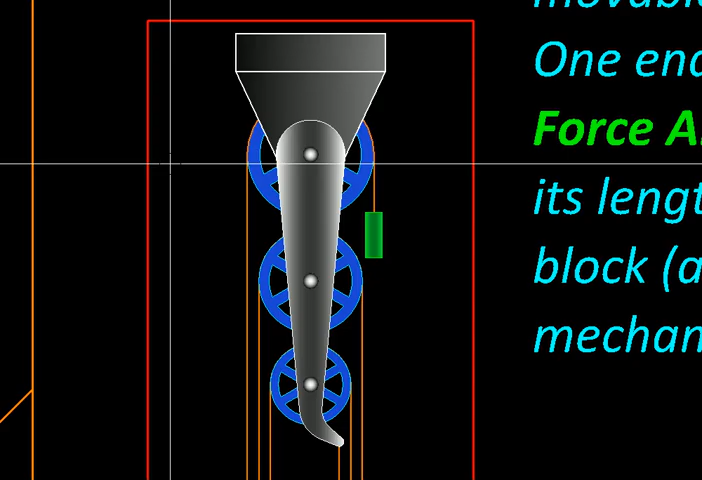 One end
Force A
its lengt
block (a
mechan